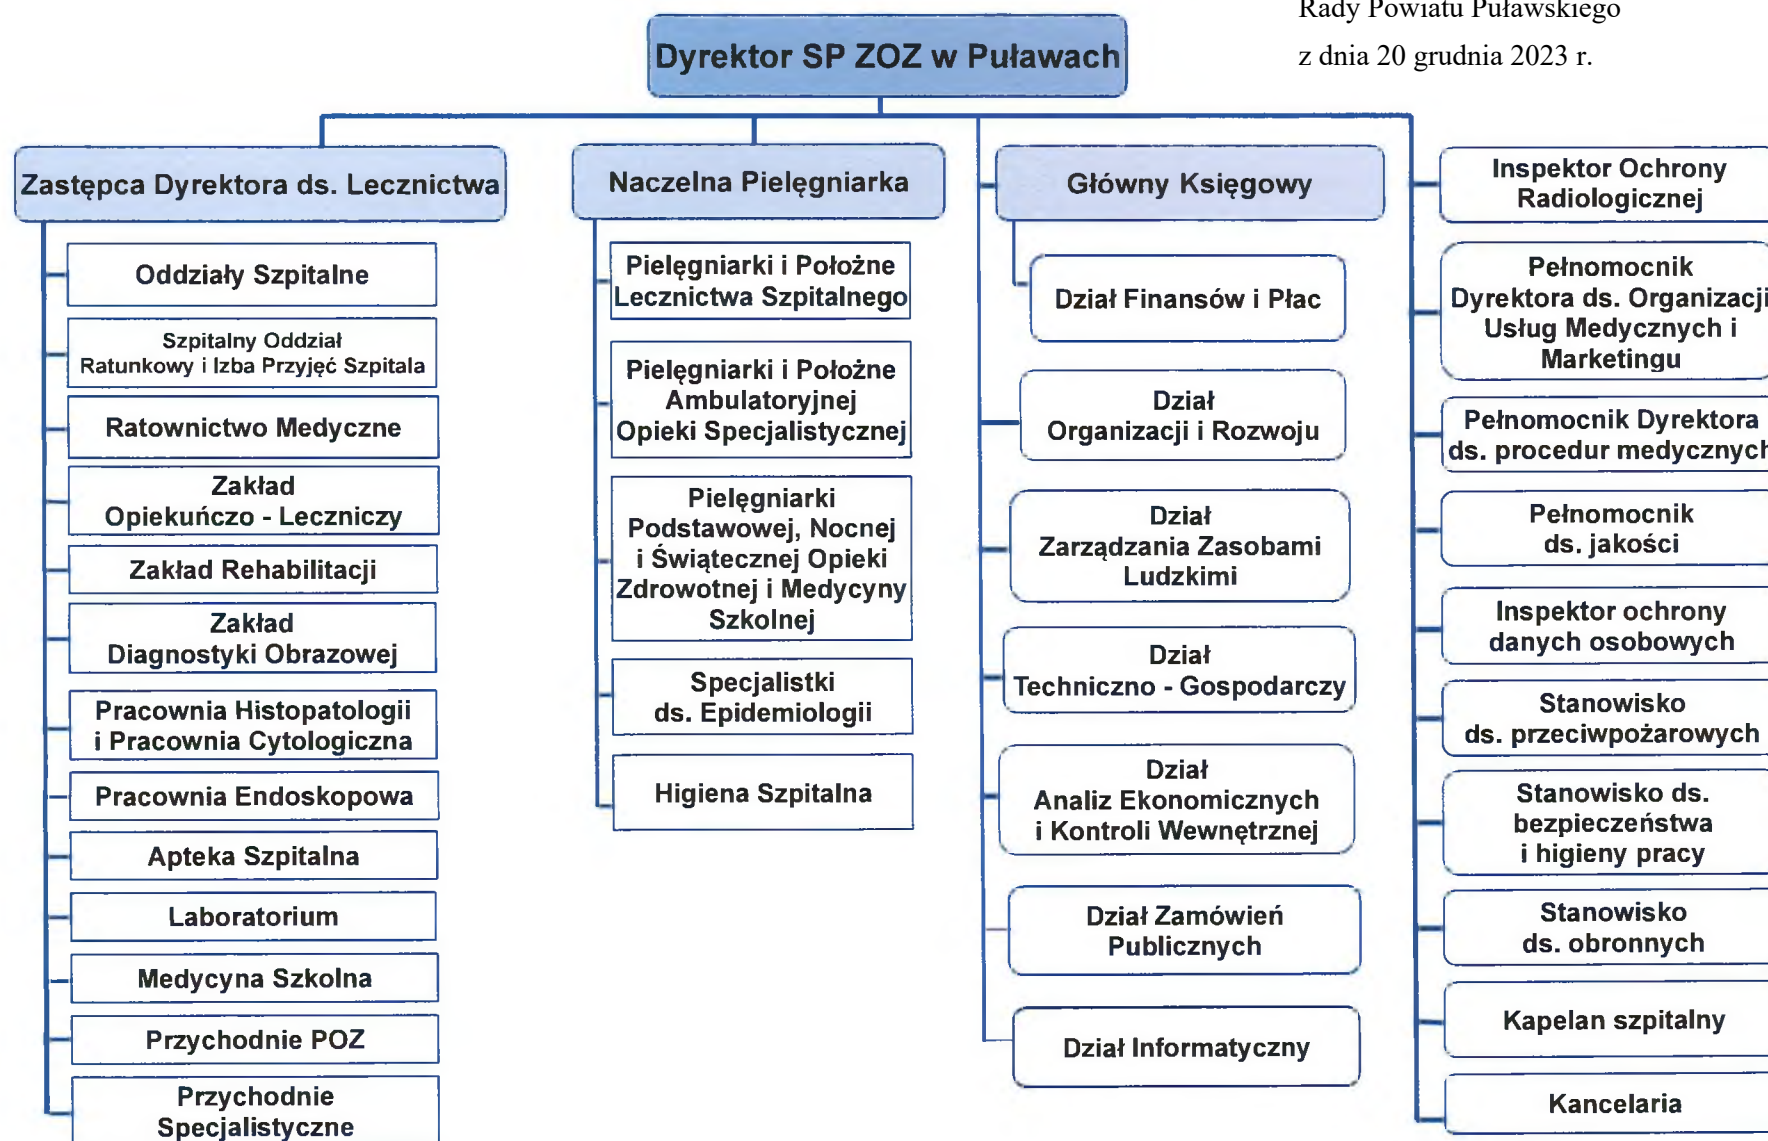 Rady Powiatu Puławskiego
z dnia 20 grudnia 2023 r.
Dyrektor SP ZOZ w Puławach
Zastępca Dyrektora ds. Lecznictwa
Oddziały Szpitalne
Szpitalny Oddział
Ratunkowy i Izba Przyjęć Szpitala
Ratownictwo Medyczne
Zakład
Opiekuńczo - Leczniczy
Zakład Rehabilitacji
Zakład
Diagnostyki Obrazowej
Pracownia Histopatologii
i Pracownia Cytologiczna
Pracownia Endoskopowa
Apteka Szpitalna
Laboratorium
Medycyna Szkolna
Przychodnie POZ
Przychodnie
Specjalistyczne
Naczelna Pielęgniarka
Pielęgniarki i Położne
Lecznictwa Szpitalnego
Pielęgniarki i Położne
Ambulatoryjnej
Opieki Specjalistycznej
Pielęgniarki
Podstawowej, Nocnej
i Świątecznej Opieki
Zdrowotnej i Medycyny
Szkolnej
Specjalistki
ds. Epidemiologii
Higiena Szpitalna
Główny Księgowy
Dział Finansów i Płac
Dział
Organizacji i Rozwoju
Dział
Zarządzania Zasobami
Ludzkimi
Dział
Techniczno - Gospodarczy
Dział
Analiz Ekonomicznych
i Kontroli Wewnętrznej
Dział Zamówień
Publicznych
Dział Informatyczny
Inspektor Ochrony
Radiologicznej
Pełnomocnik
Dyrektora ds. Organizacji
Usług Medycznych i
Marketingu
Pełnomocnik Dyrektora
ds. procedur medycznych
Pełnomocnik
ds. jakości
Inspektor ochrony
danych osobowych
Stanowisko
ds. przeciwpożarowych
Stanowisko ds.
bezpieczeństwa
i higieny pracy
Stanowisko
ds. obronnych
Kapelan szpitalny
Kancelaria